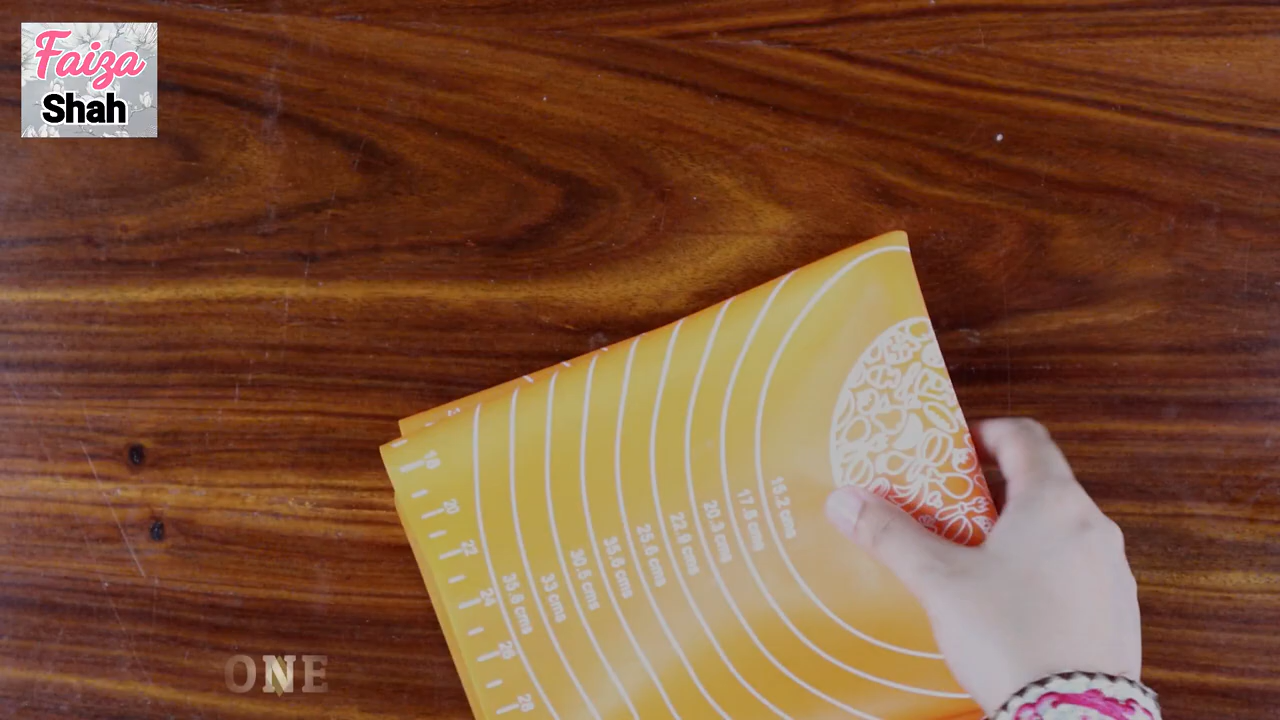 Faiza
Shah
15.2 cms
17.8 cms
20.3 cms
22.9 cms
25.6 cms
35.6 cms
30.5 cms
33 cms
35.6 cms
18
20
22
24
26
28
ONE